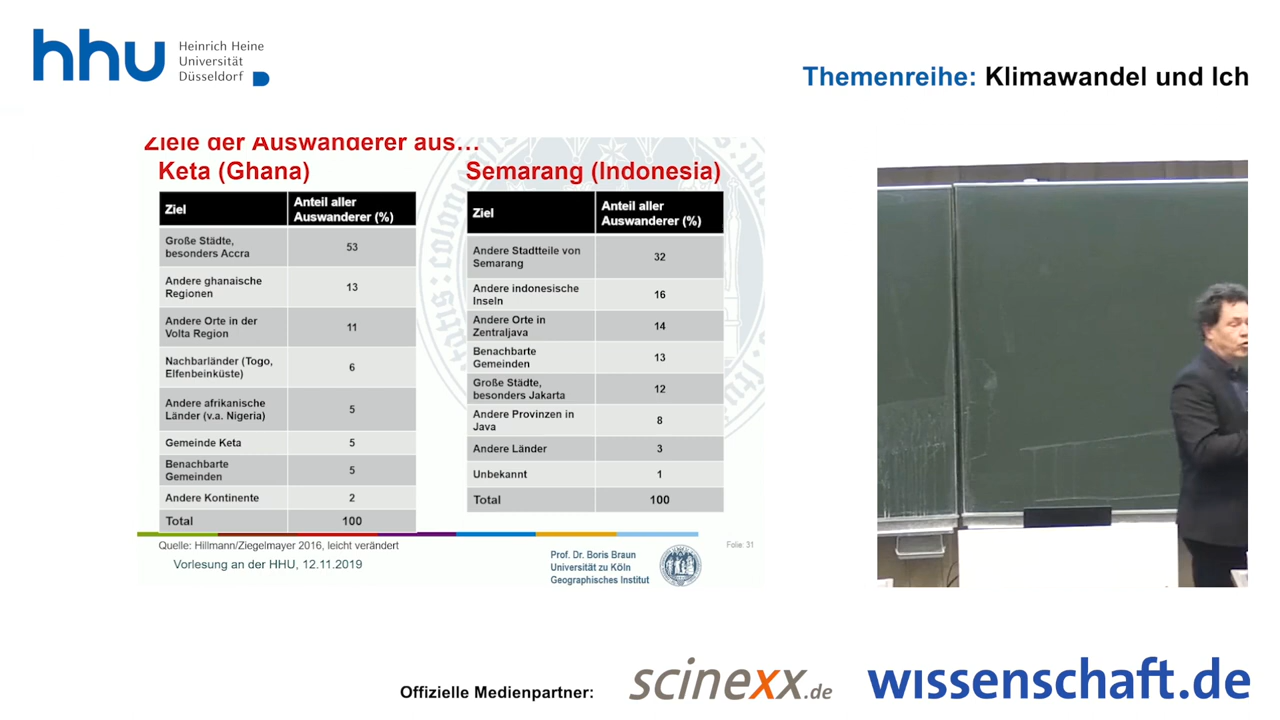 hhu
Heinrich Heine
Universität
Düsseldorf
Themenreihe: Klimawandel und Ich
Ziele der Auswanderer aus...
Keta (Ghana)
Ziel
Anteil aller
Auswanderer (%)
Große Städte,
besonders Accra
53
Andere ghanaische
Regionen
13
Andere Orte in der
Volta Region
11
Nachbarländer (Togo,
Elfenbeinküste)
6
Andere afrikanische
Länder (v.a. Nigeria)
5
Gemeinde Keta
5
Benachbarte
Gemeinden
5
Andere Kontinente
2
Total
100
Semarang (Indonesia)
Ziel
Anteil aller
Auswanderer (%)
Andere Stadtteile von
Semarang
32
Andere indonesische
Inseln
16
Andere Orte in
Zentraljava
14
Benachbarte
Gemeinden
13
Große Städte,
besonders Jakarta
12
Andere Provinzen in
Java
8
Andere Länder
3
Unbekannt
1
Total
100
Quelle: Hillmann/Ziegelmayer 2016, leicht verändert
Vorlesung an der HHU, 12.11.2019
Prof. Dr. Boris Braun
Universität zu Köln
Geographisches Institut
Folie: 31
Offizielle Medienpartner:
scinexx.de
wissenschaft.de